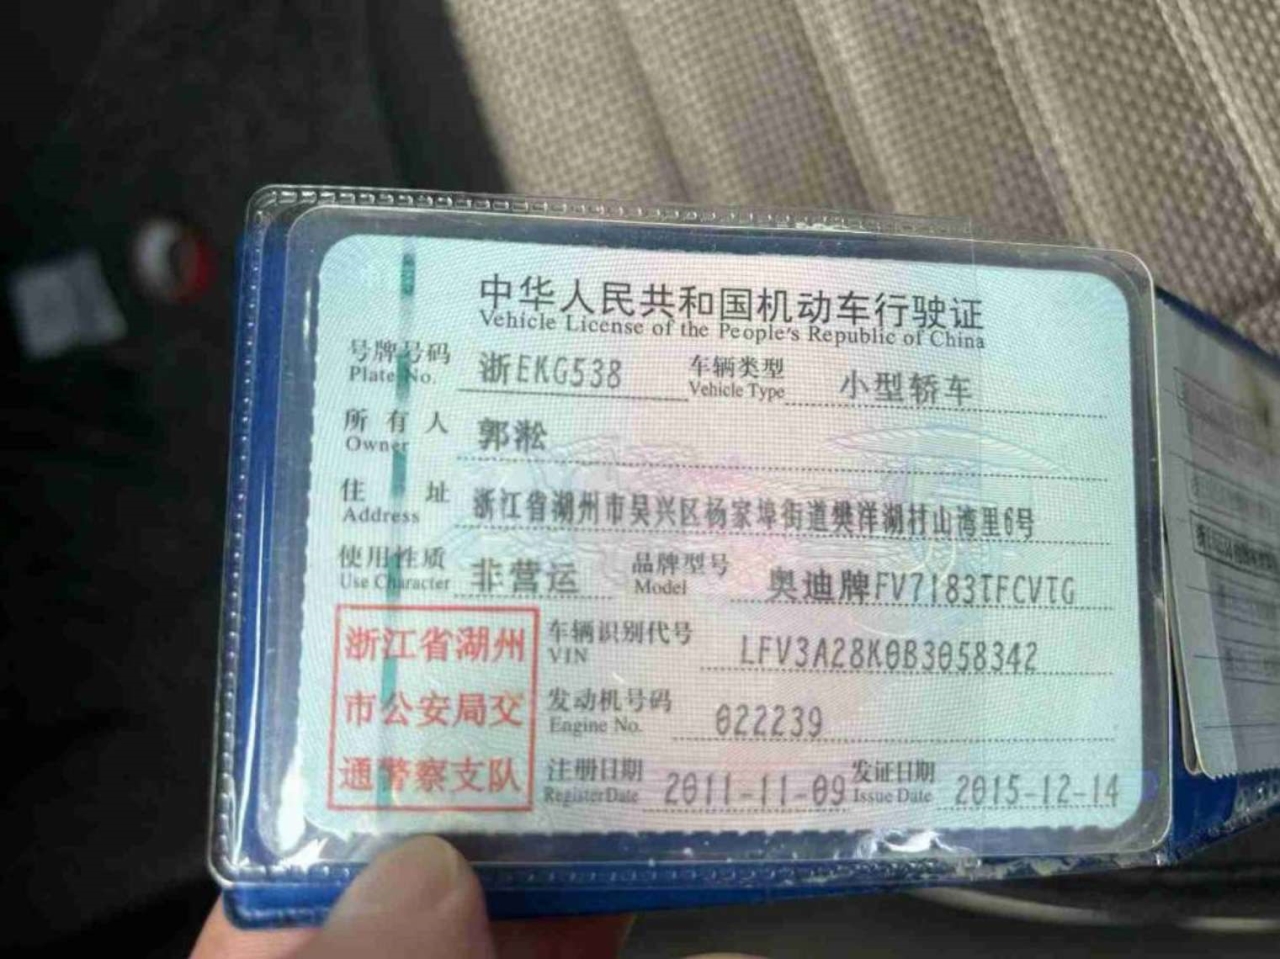 中华人民共和国机动车行驶证
Vehicle License of the People's Republic of China
号牌号码 浙EKG538 车辆类型 小型轿车
Plate No. Vehicle Type
所有人 郭淞
Owner
住址 浙江省湖州市吴兴区杨家埠街道樊洋湖村山湾里6号
Address
使用性质 非营运 品牌型号 奥迪牌FV7183TFCVTG
Use Character Model
浙江省湖州
市公安局交
通警察支队
车辆识别代号 LFV3A28K0B3058342
VIN
发动机号码 022239
Engine No.
注册日期 2011-11-09 发证日期 2015-12-14
Register Date Issue Date